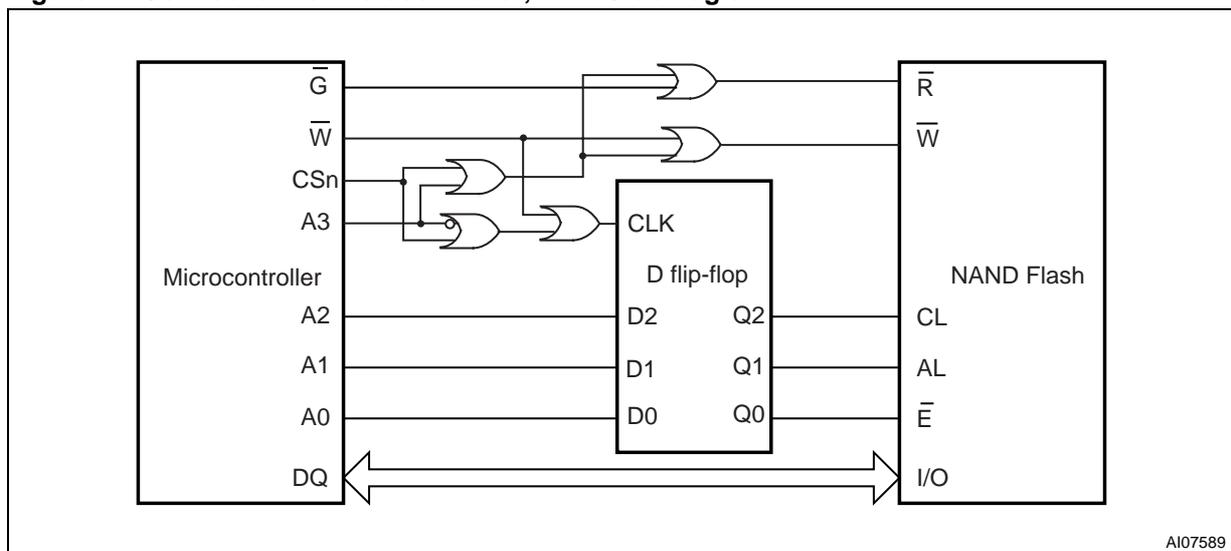 G̅
W̅
CSn
A3
Microcontroller
A2
A1
A0
DQ
CLK
D flip-flop
D2 Q2
D1 Q1
D0 Q0
R̅
W̅
NAND Flash
CL
AL
E̅
I/O
AI07589